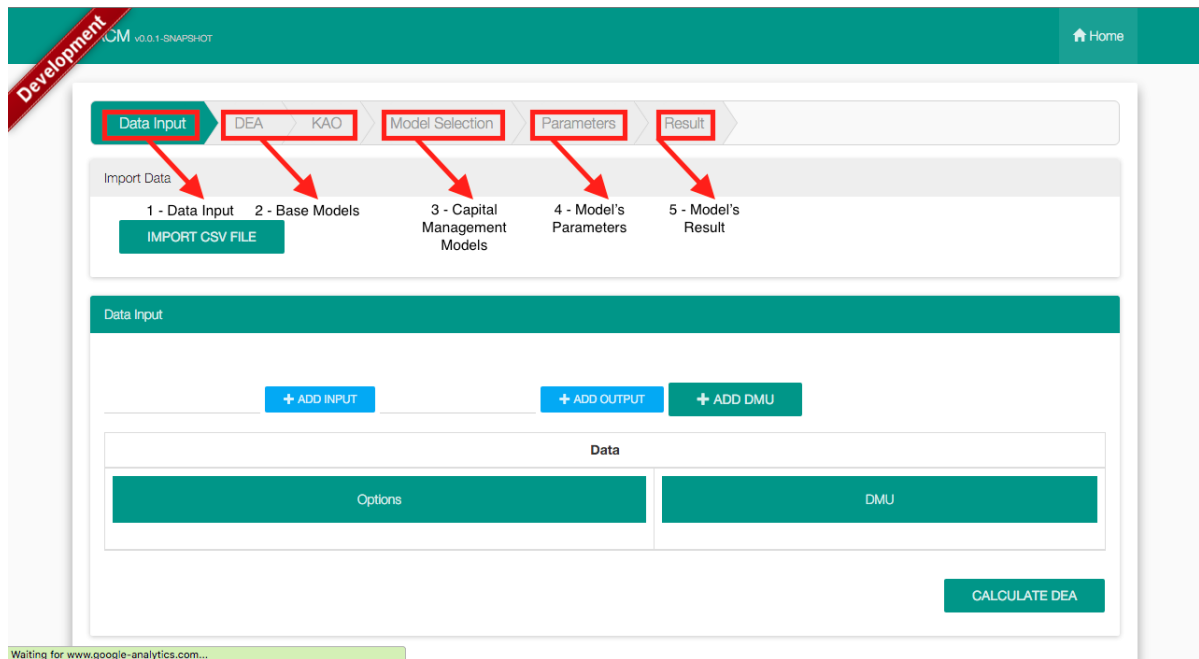 Development
ACM v0.0.1-SNAPSHOT
Home
Data Input
DEA
KAO
Model Selection
Parameters
Result
Import Data
1 - Data Input
2 - Base Models
3 - Capital
Management
Models
4 - Model's
Parameters
5 - Model's
Result
IMPORT CSV FILE
Data Input
+ ADD INPUT
+ ADD OUTPUT
+ ADD DMU
Data
Options
DMU
CALCULATE DEA
Waiting for www.google-analytics.com...